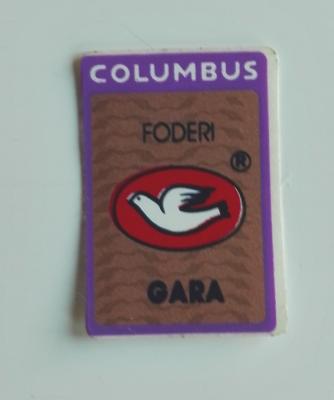 COLUMBUS
FODERI
®
GARA